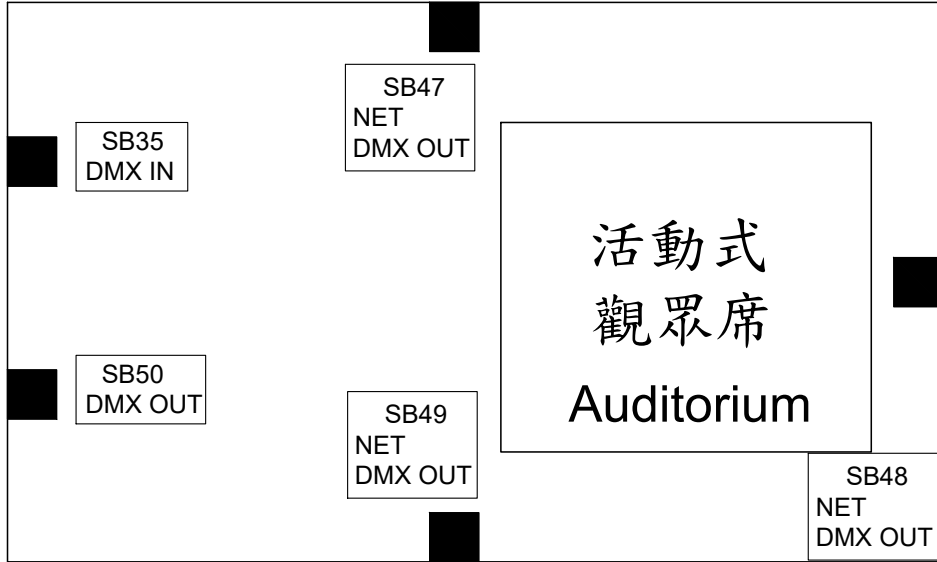 SB47
NET
DMX OUT
SB35
DMX IN
活動式
觀眾席
Auditorium
SB50
DMX OUT
SB49
NET
DMX OUT
SB48
NET
DMX OUT